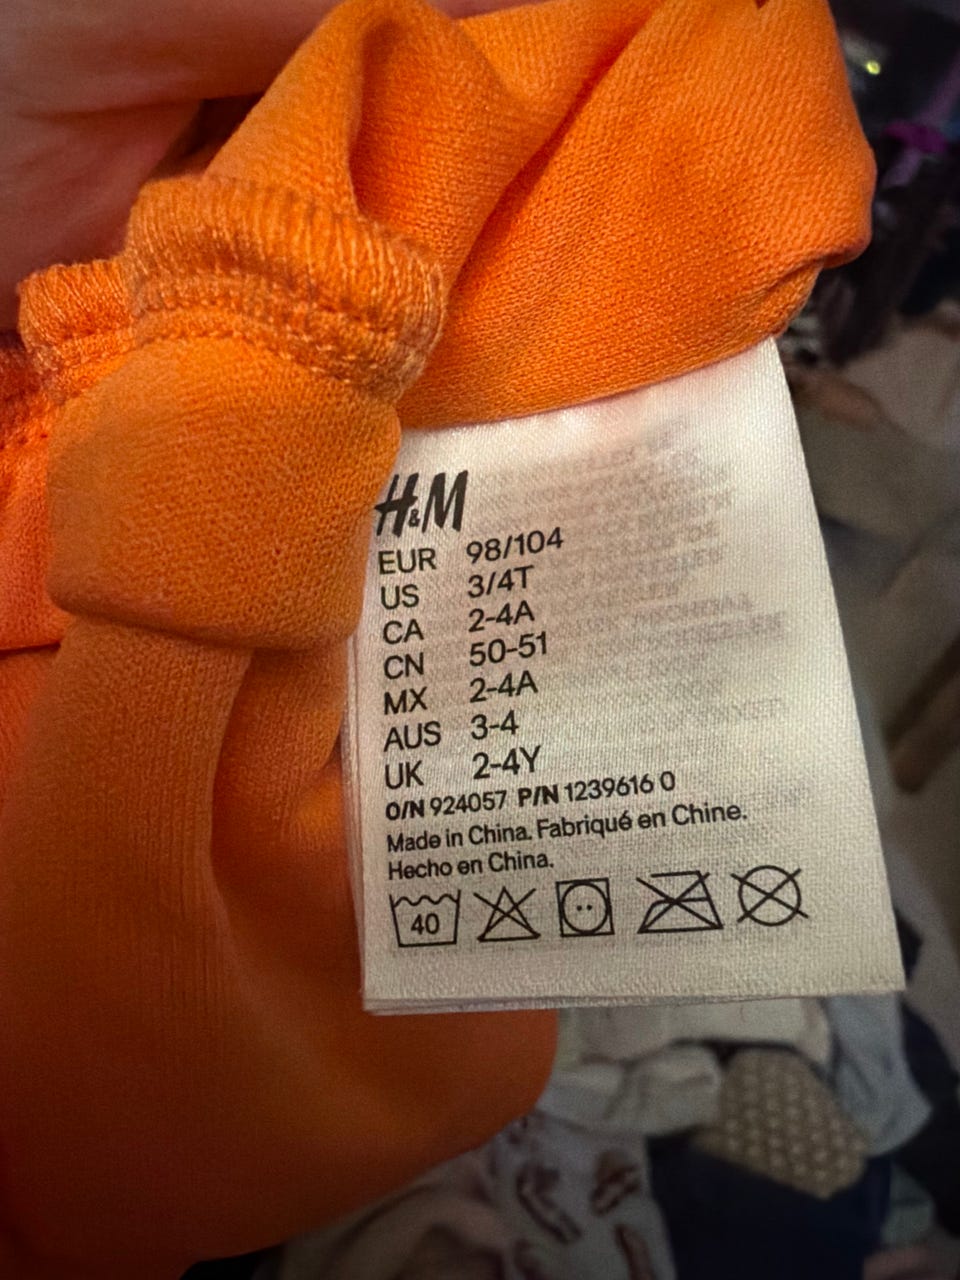 H&M
EUR 98/104
US 3/4T
CA 2-4A
CN 50-51
MX 2-4A
AUS 3-4
UK 2-4Y
O/N 924057 P/N 1239616 0
Made in China. Fabriqué en Chine.
Hecho en China.
40